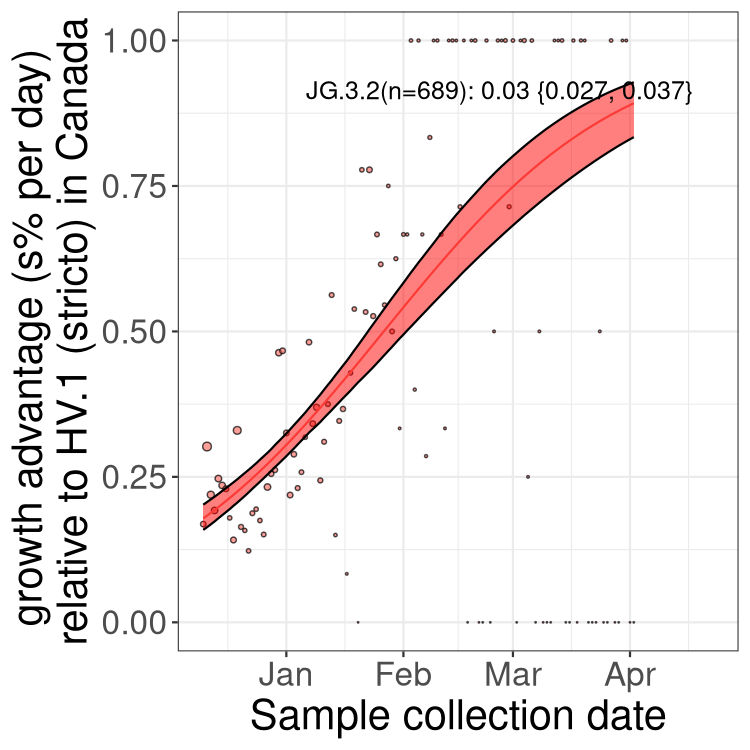 growth advantage (s% per day)
relative to HV.1 (stricto) in Canada
1.00
0.75
0.50
0.25
0.00
JG.3.2(n=689): 0.03 {0.027, 0.037}
Jan Feb Mar Apr
Sample collection date